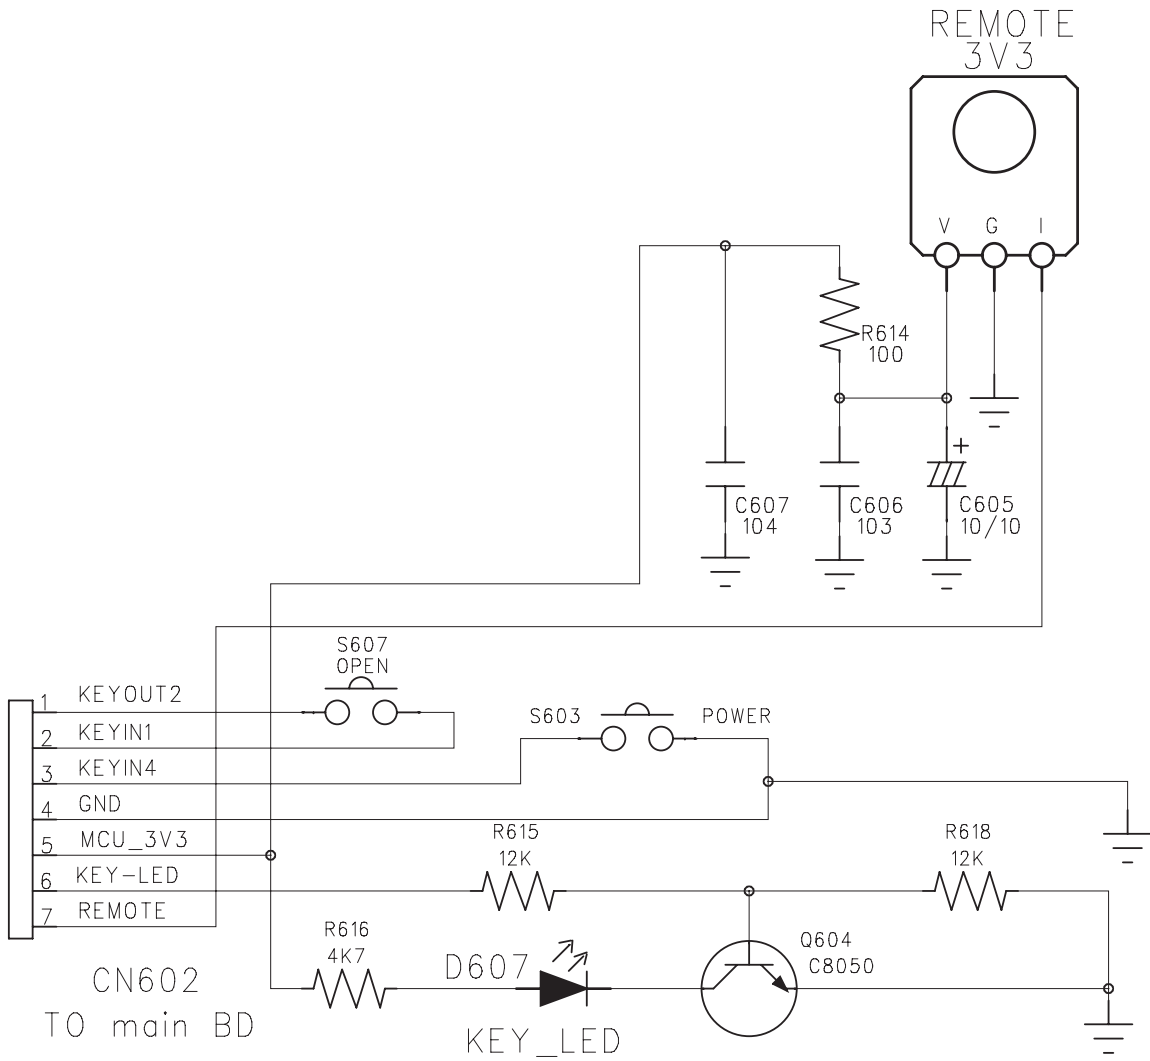 REMOTE
3V3
V G I
R614
100
+
C607
104
C606
103
C605
10/10
S607
OPEN
1 KEYOUT2
2 KEYIN1
S603 POWER
3 KEYIN4
4 GND
5 MCU_3V3
6 KEY-LED
7 REMOTE
R615
12K
R618
12K
R616
4K7
D607
Q604
C8050
KEY_LED
CN602
TO main BD